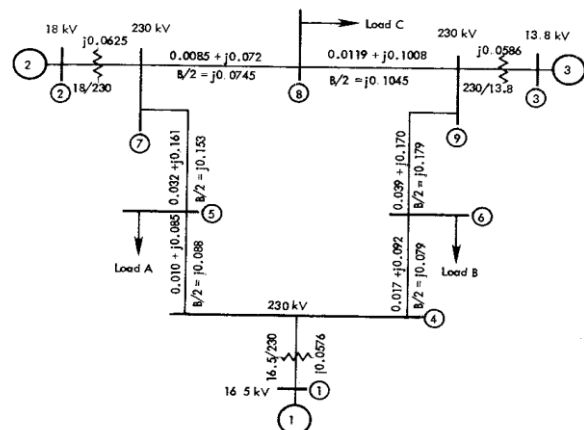 18 kV
j0.0625
230 kV
Load C
230 kV
j0.0586
13.8 kV
0.0085 + j0.072
0.0119 + j0.1008
2
B/2 = j0.0745
B/2 = j0.1045
3
2
18/230
8
230/13.8
3
7
9
0.032 + j0.161
B/2 = j0.153
0.039 + j0.170
B/2 = j0.179
5
6
Load A
0.010 + j0.085
B/2 = j0.088
0.017 +j0.092
B/2 = j0.079
Load B
230 kV
4
16.5/230
j0.0576
16.5 kV
1
1